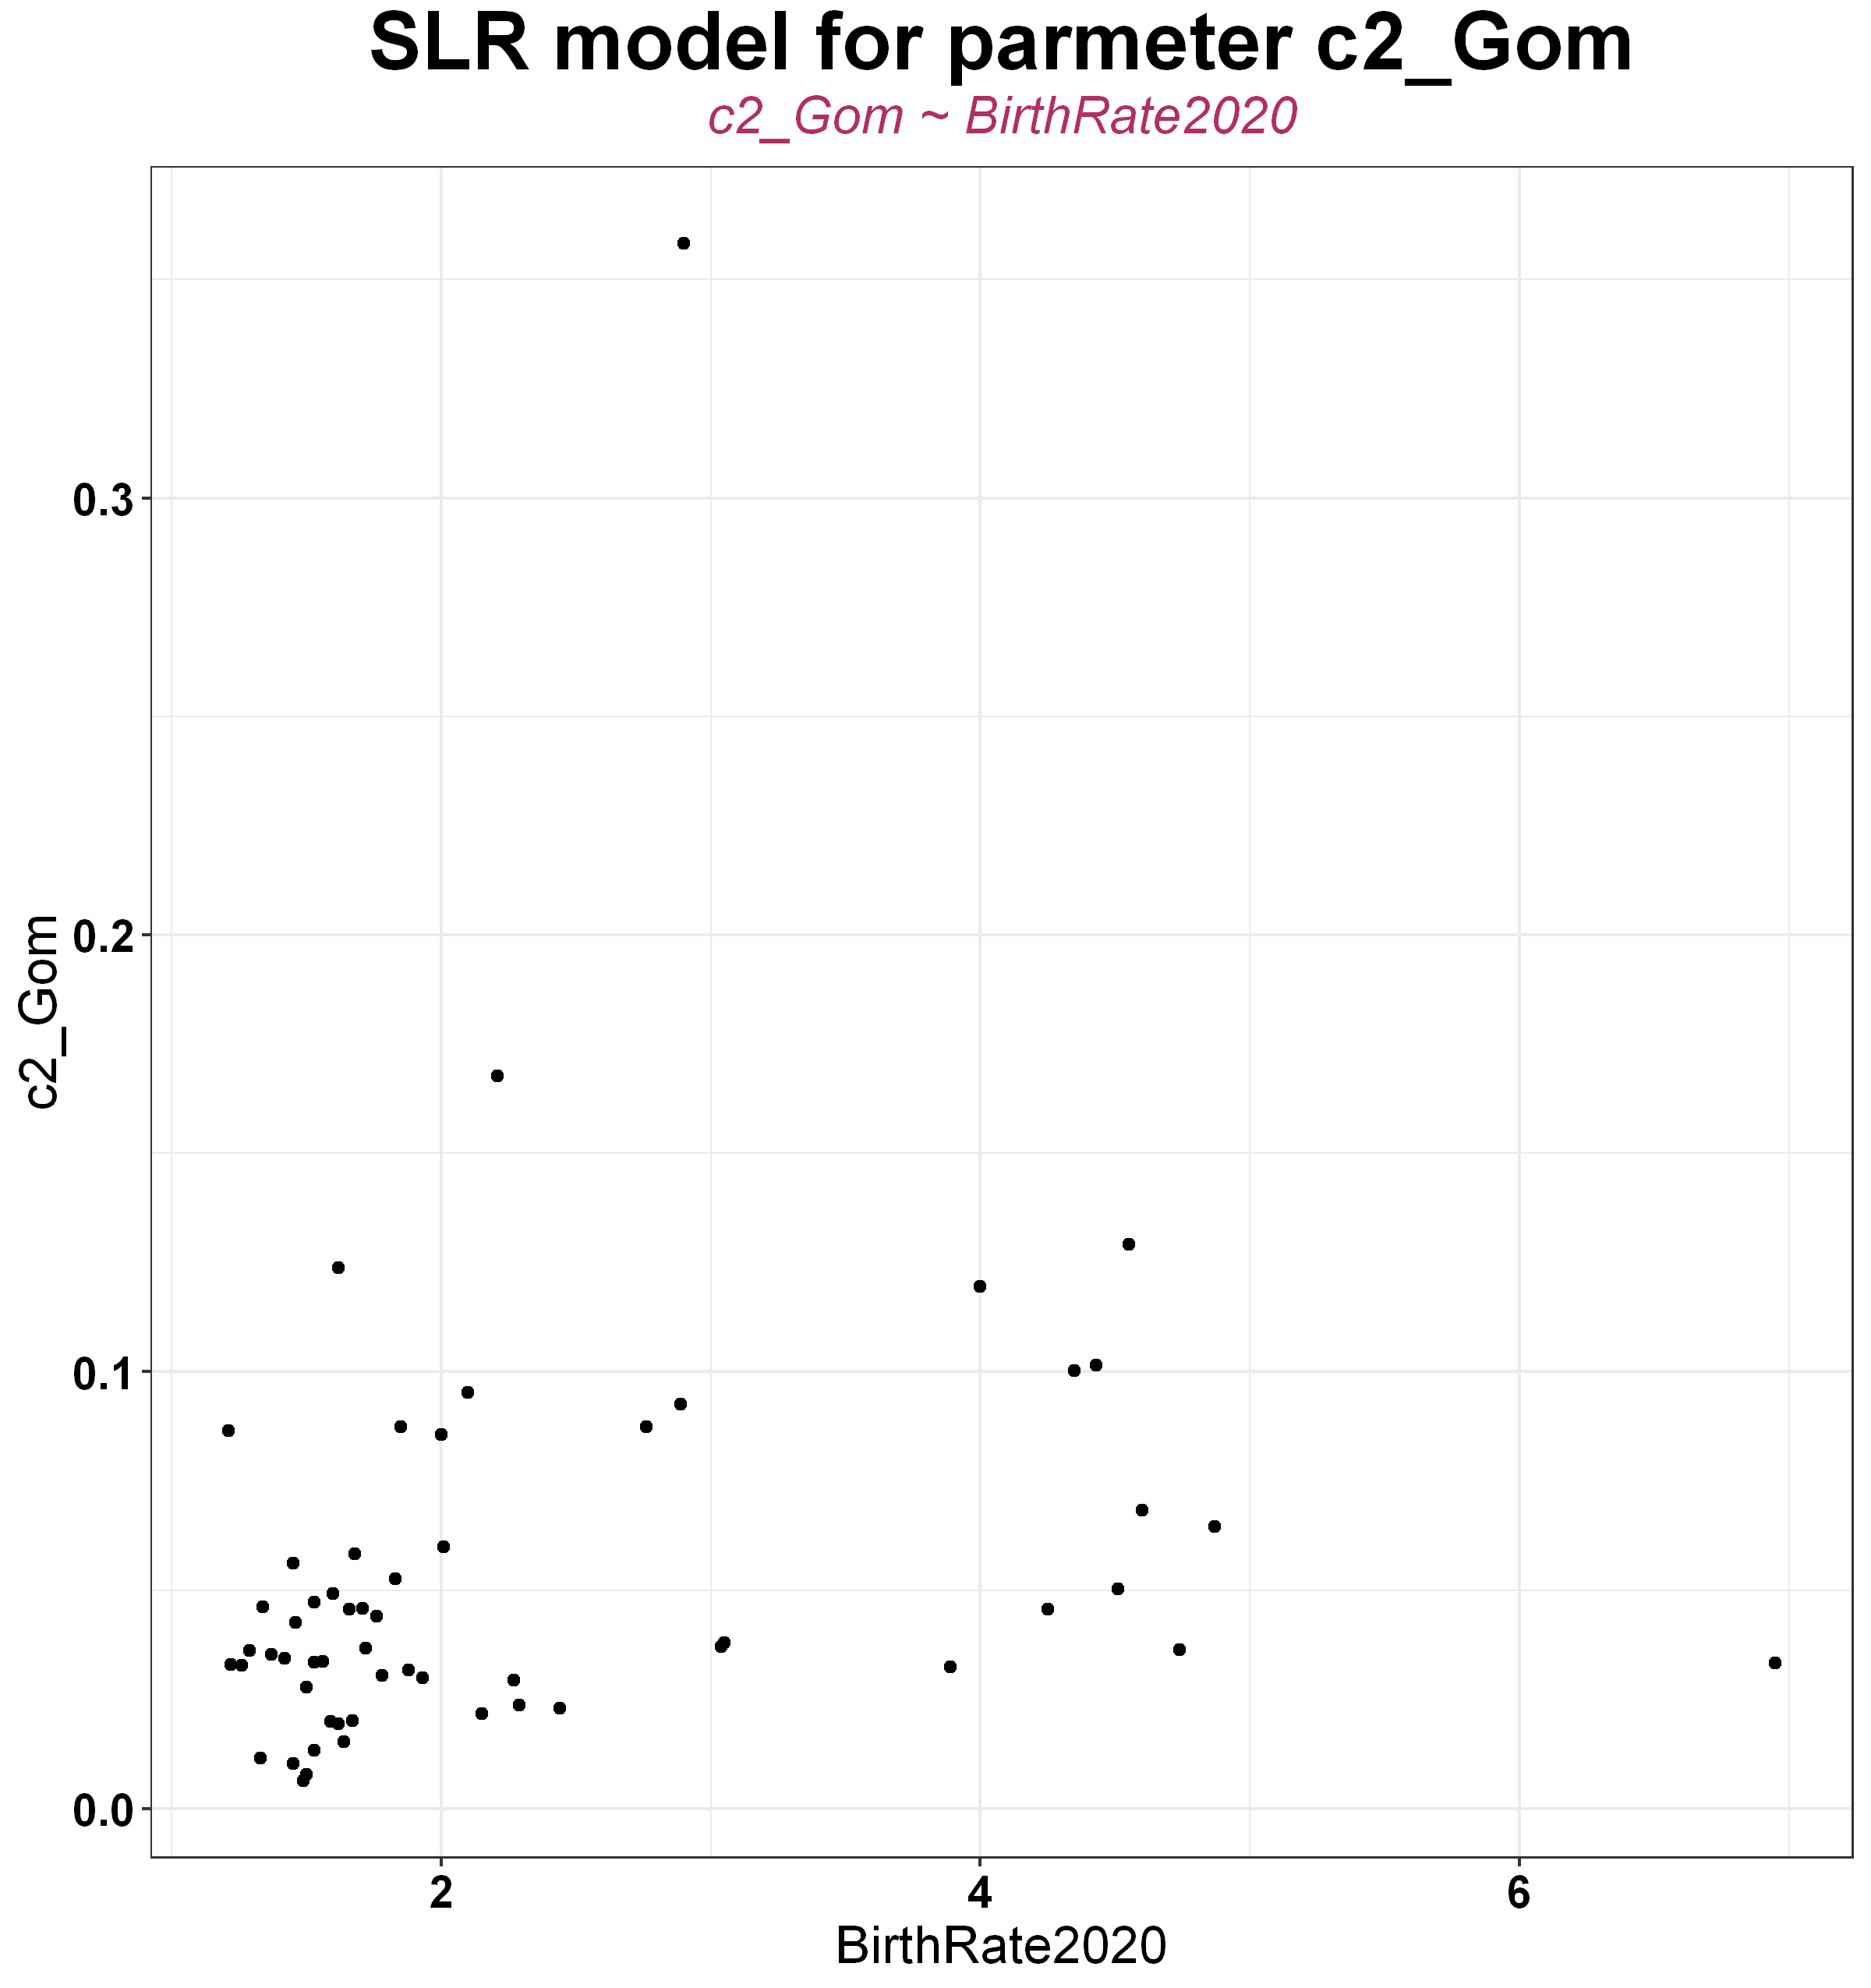 SLR model for parmeter c2_Gom
c2_Gom ~ BirthRate2020
0.3
0.2
0.1
0.0
c2_Gom
2 4 6
BirthRate2020